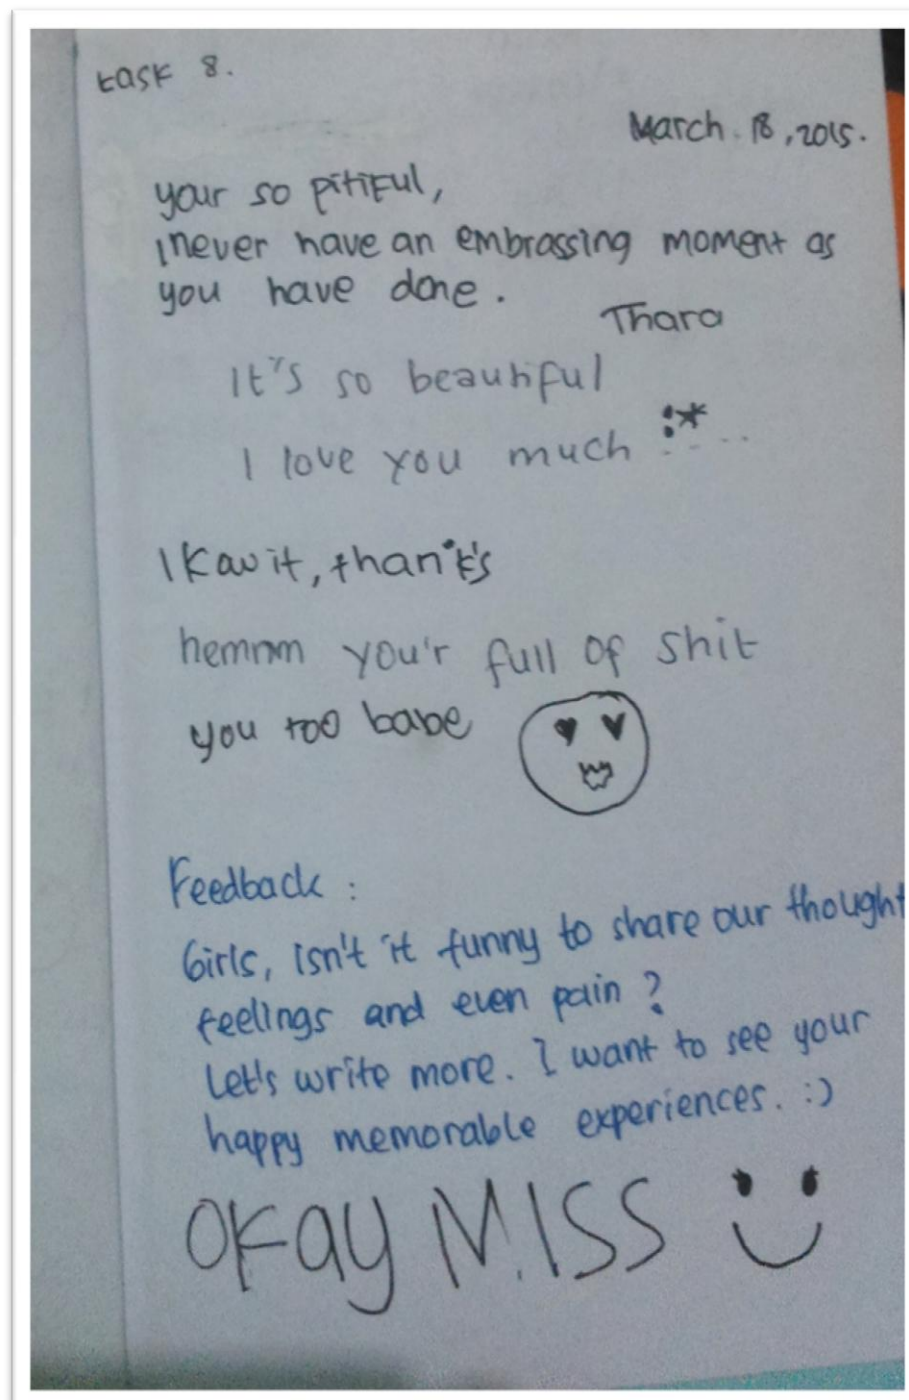 task 8.
March. 18, 2015.
your so pitiful,
I never have an embrassing moment as
you have done.
Thara
It's so beautiful
I love you much :*
I Kaw it, thank's
hemmm you'r full of shit
you too babe
Feedback :
Girls, isn't it funny to share our thought
feelings and even pain ?
Let's write more. I want to see your
happy memorable experiences. :)
Okay MISS